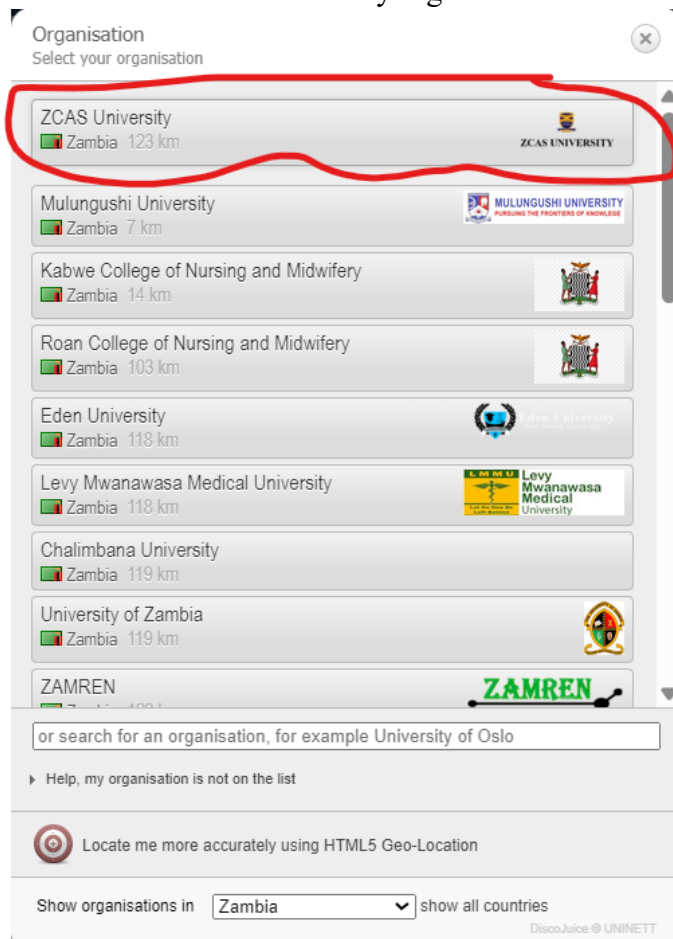 Organisation
Select your organisation
ZCAS University
Zambia 123 km
ZCAS UNIVERSITY
Mulungushi University
Zambia 7 km
MULUNGUSHI UNIVERSITY
PURSUING THE FRONTIERS OF KNOWLEDGE
Kabwe College of Nursing and Midwifery
Zambia 14 km
Roan College of Nursing and Midwifery
Zambia 103 km
Eden University
Zambia 118 km
Eden University
Levy Mwanawasa Medical University
Zambia 118 km
LMMU
Levy
Mwanawasa
Medical
University
Chalimbana University
Zambia 119 km
University of Zambia
Zambia 119 km
ZAMREN
ZAMREN
or search for an organisation, for example University of Oslo
Help, my organisation is not on the list
Locate me more accurately using HTML5 Geo-Location
Show organisations in Zambia show all countries
DiscoJuice © UNINETT